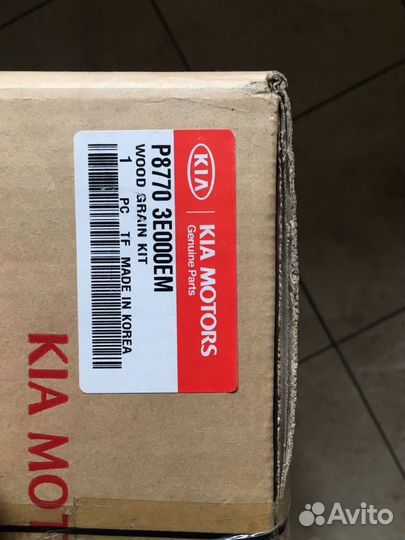 KIA
KIA MOTORS
Genuine Parts
P8770 3E000EM
WOOD GRAIN KIT
1 PC TF MADE IN KOREA
KIA MOT
Avito